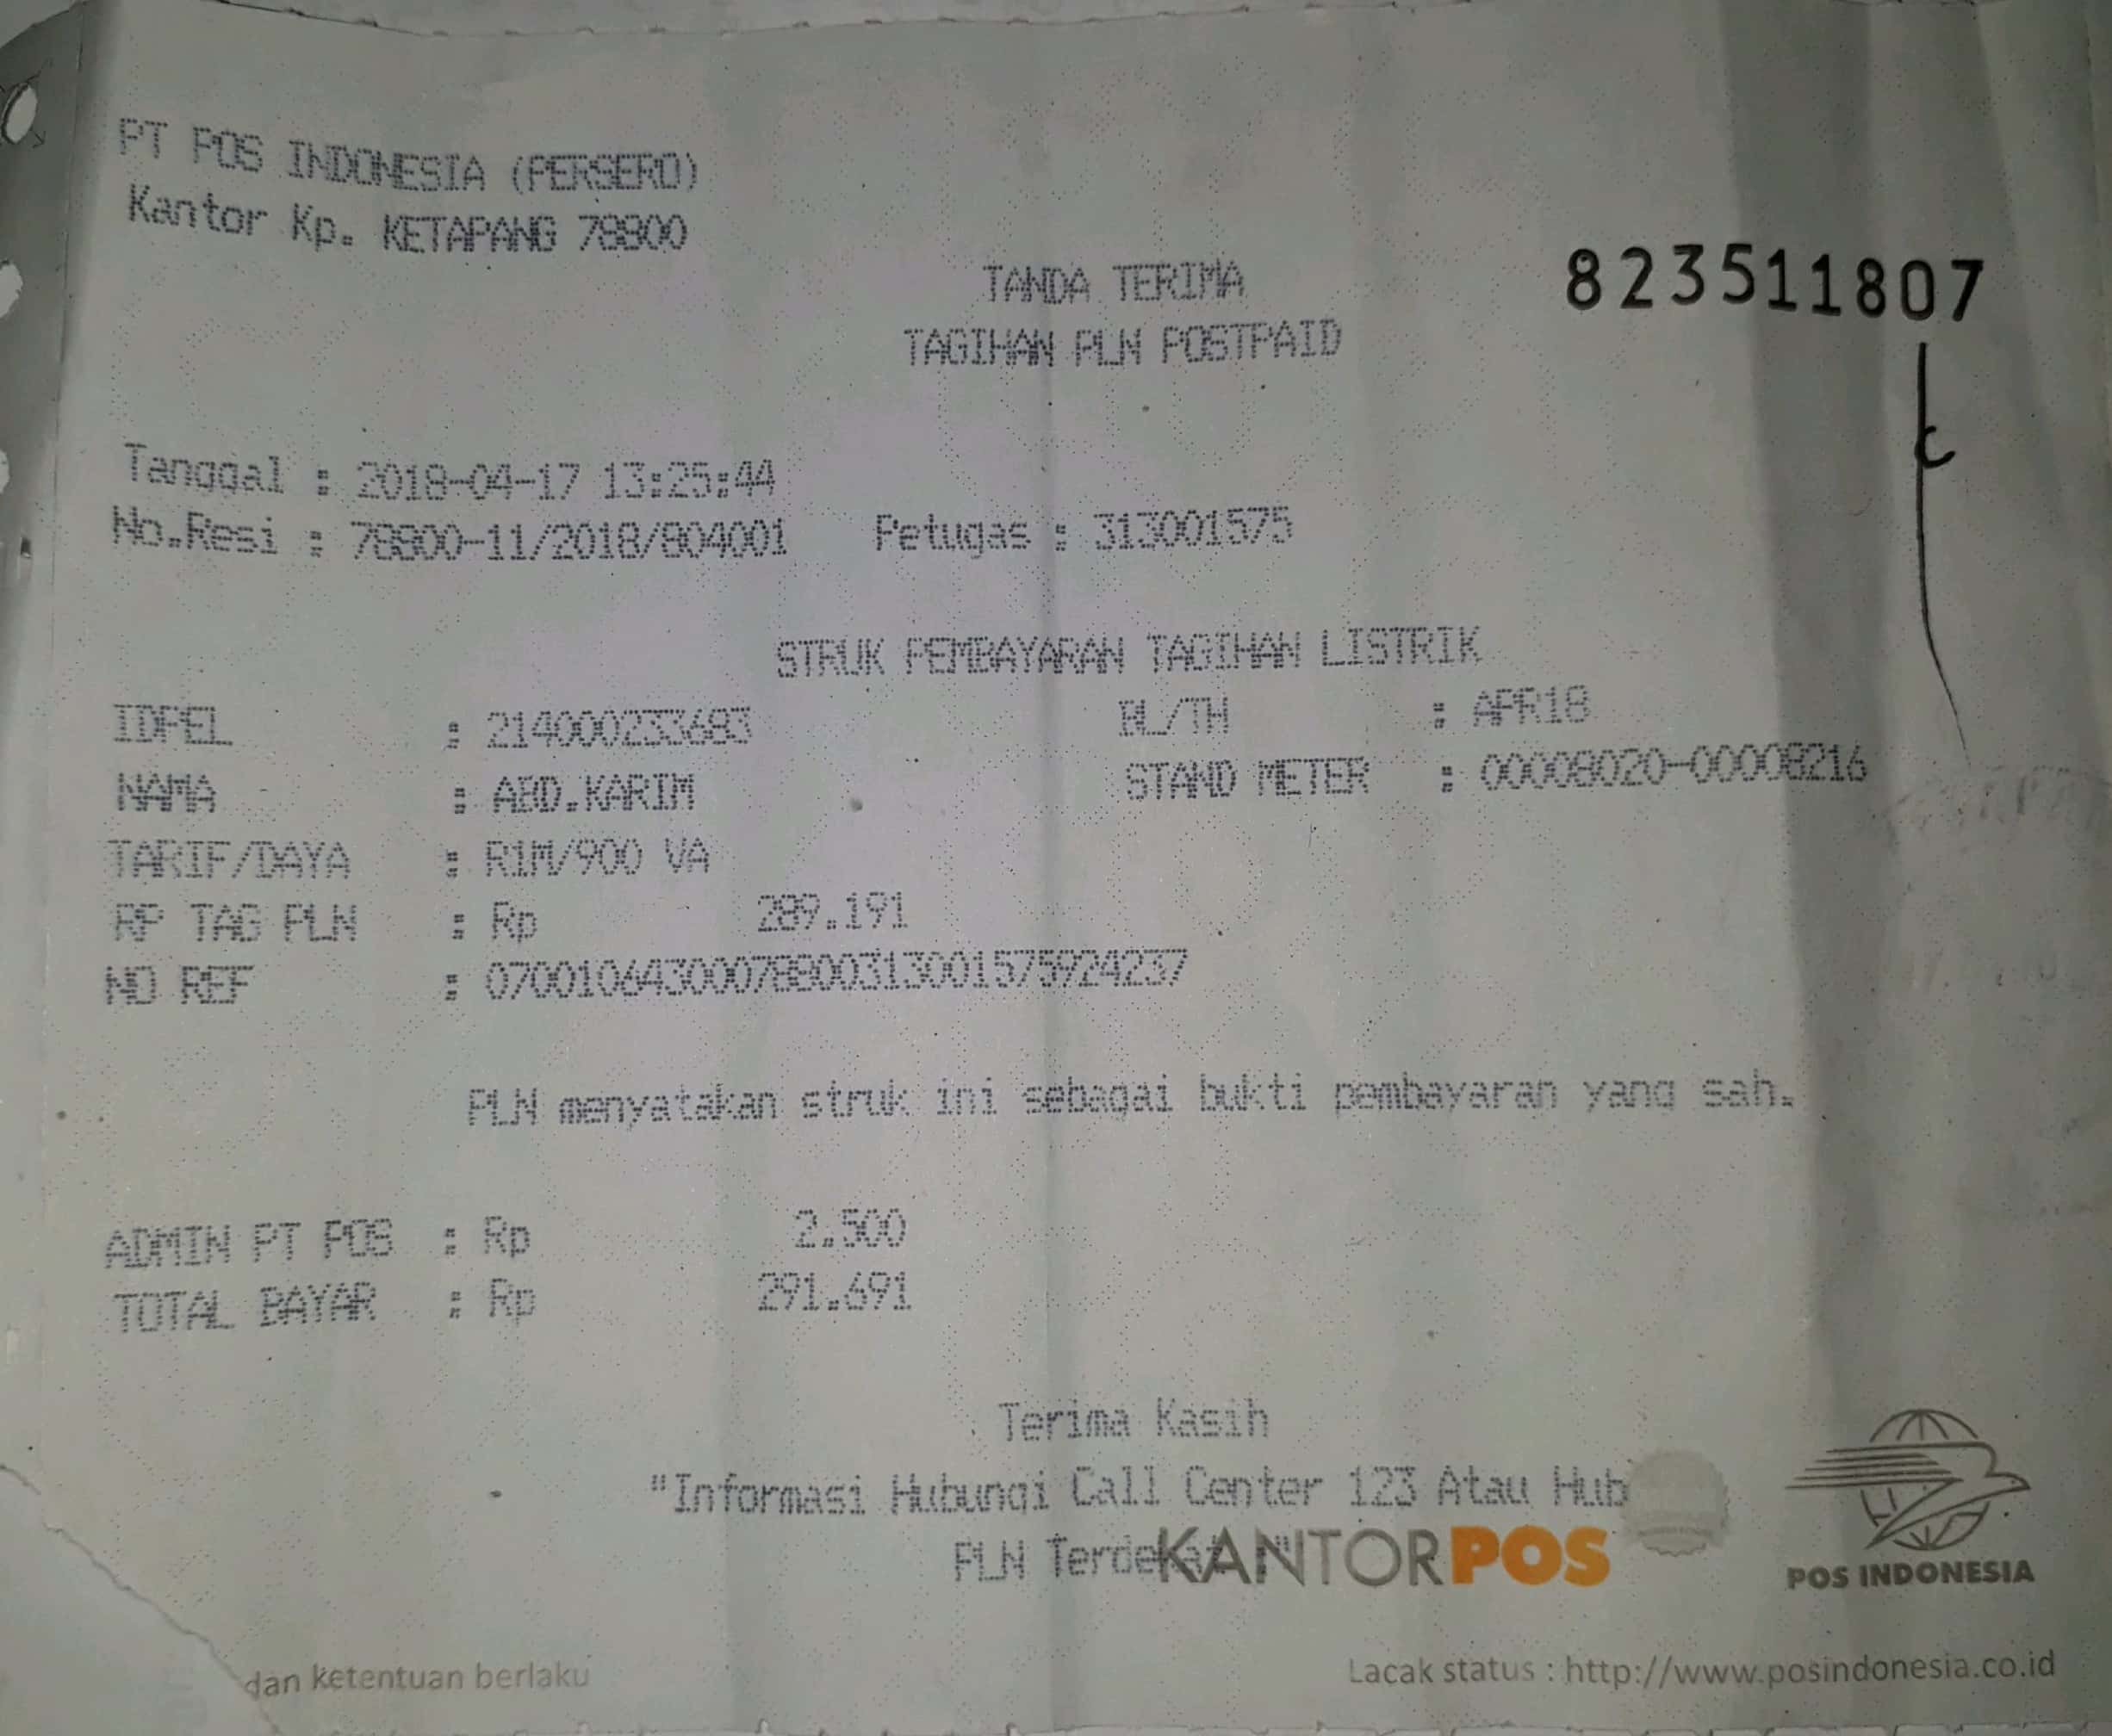 PT POS INDONESIA (PERSERO)
Kantor Kp. KETAPANG 78800
823511807
TANDA TERIMA
TAGIHAN PLN POSTPAID
Tanggal : 2018-04-17 13:25:44
No.Resi : 78800-11/2018/804001 Petugas : 313001575
STRUK PEMBAYARAN TAGIHAN LISTRIK
IDPEL : 214000233683 BL/TH : APR18
NAMA : ABD.KARIM STAND METER : 00008020-00008216
TARIF/DAYA : R1M/900 VA
RP TAG PLN : Rp 289.191
NO REF : 07001064300078800313001575924237
PLN menyatakan struk ini sebagai bukti pembayaran yang sah.
ADMIN PT POS : Rp 2.500
TOTAL BAYAR : Rp 291.691
Terima Kasih
"Informasi Hubungi Call Center 123 Atau Hub
PLN Terdekat"
KANTORPOS
POS INDONESIA
dan ketentuan berlaku
Lacak status : http://www.posindonesia.co.id